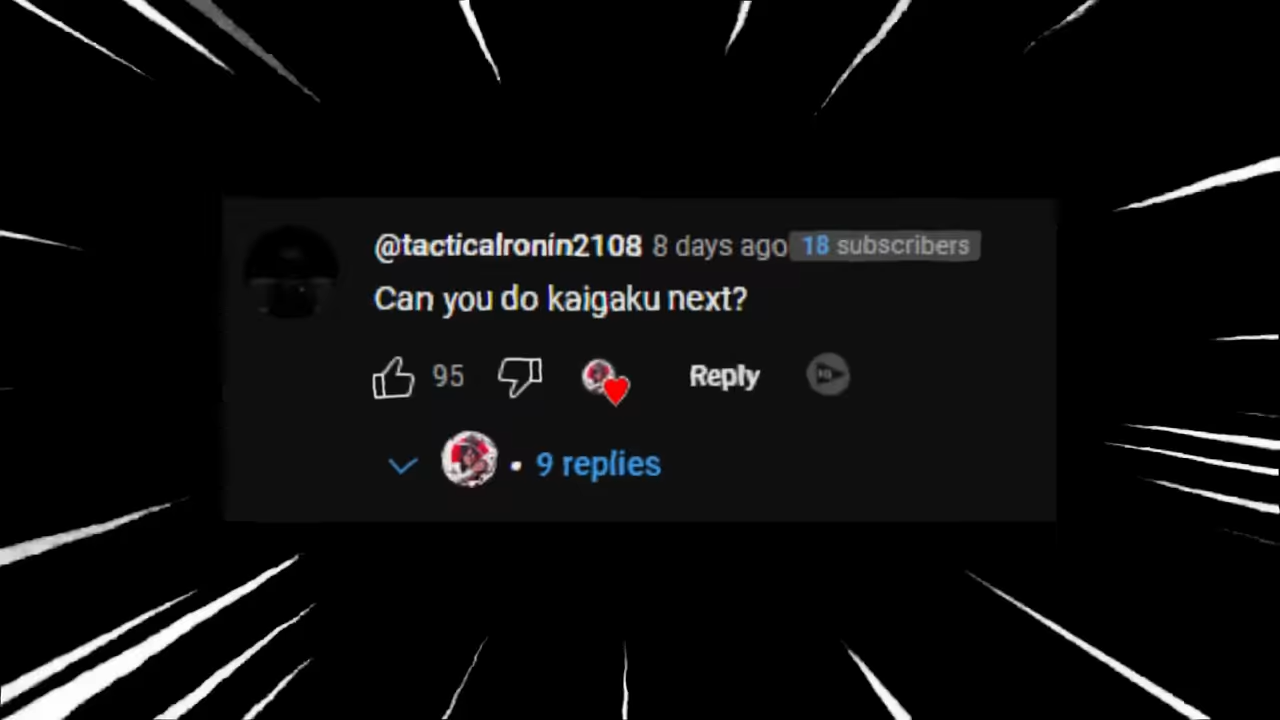 @tacticalronin2108 8 days ago 18 subscribers
Can you do kaigaku next?
95 Reply
• 9 replies